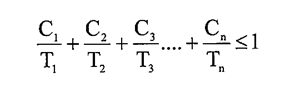 C₁/T₁ + C₂/T₂ + C₃/T₃ .... + Cₙ/Tₙ ≤ 1